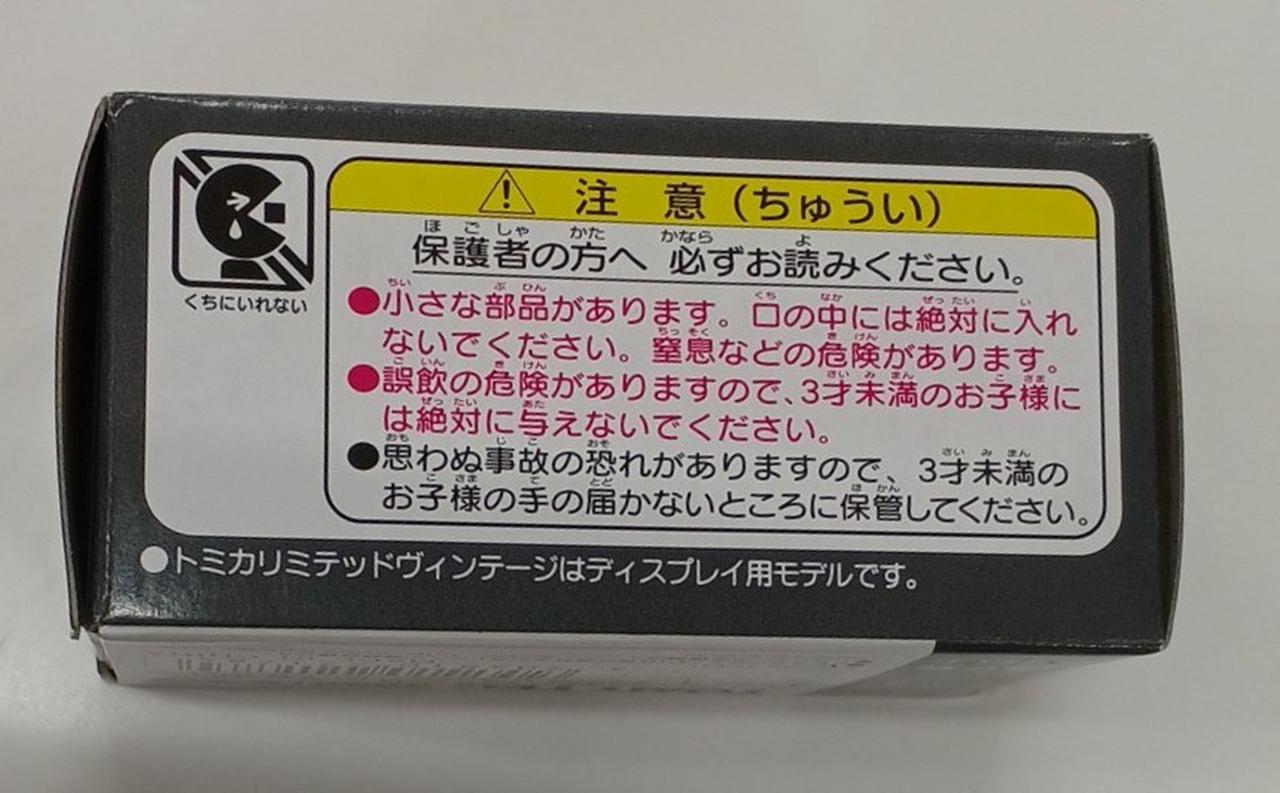 ⚠ 注 意(ちゅうい)
保護者の方へ 必ずお読みください。
くちにいれない
●小さな部品があります。口の中には絶対に入れ
ないでください。窒息などの危険があります。
●誤飲の危険がありますので、3才未満のお子様に
は絶対に与えないでください。
●思わぬ事故の恐れがありますので、3才未満の
お子様の手の届かないところに保管してください。
●トミカリミテッドヴィンテージはディスプレイ用モデルです。